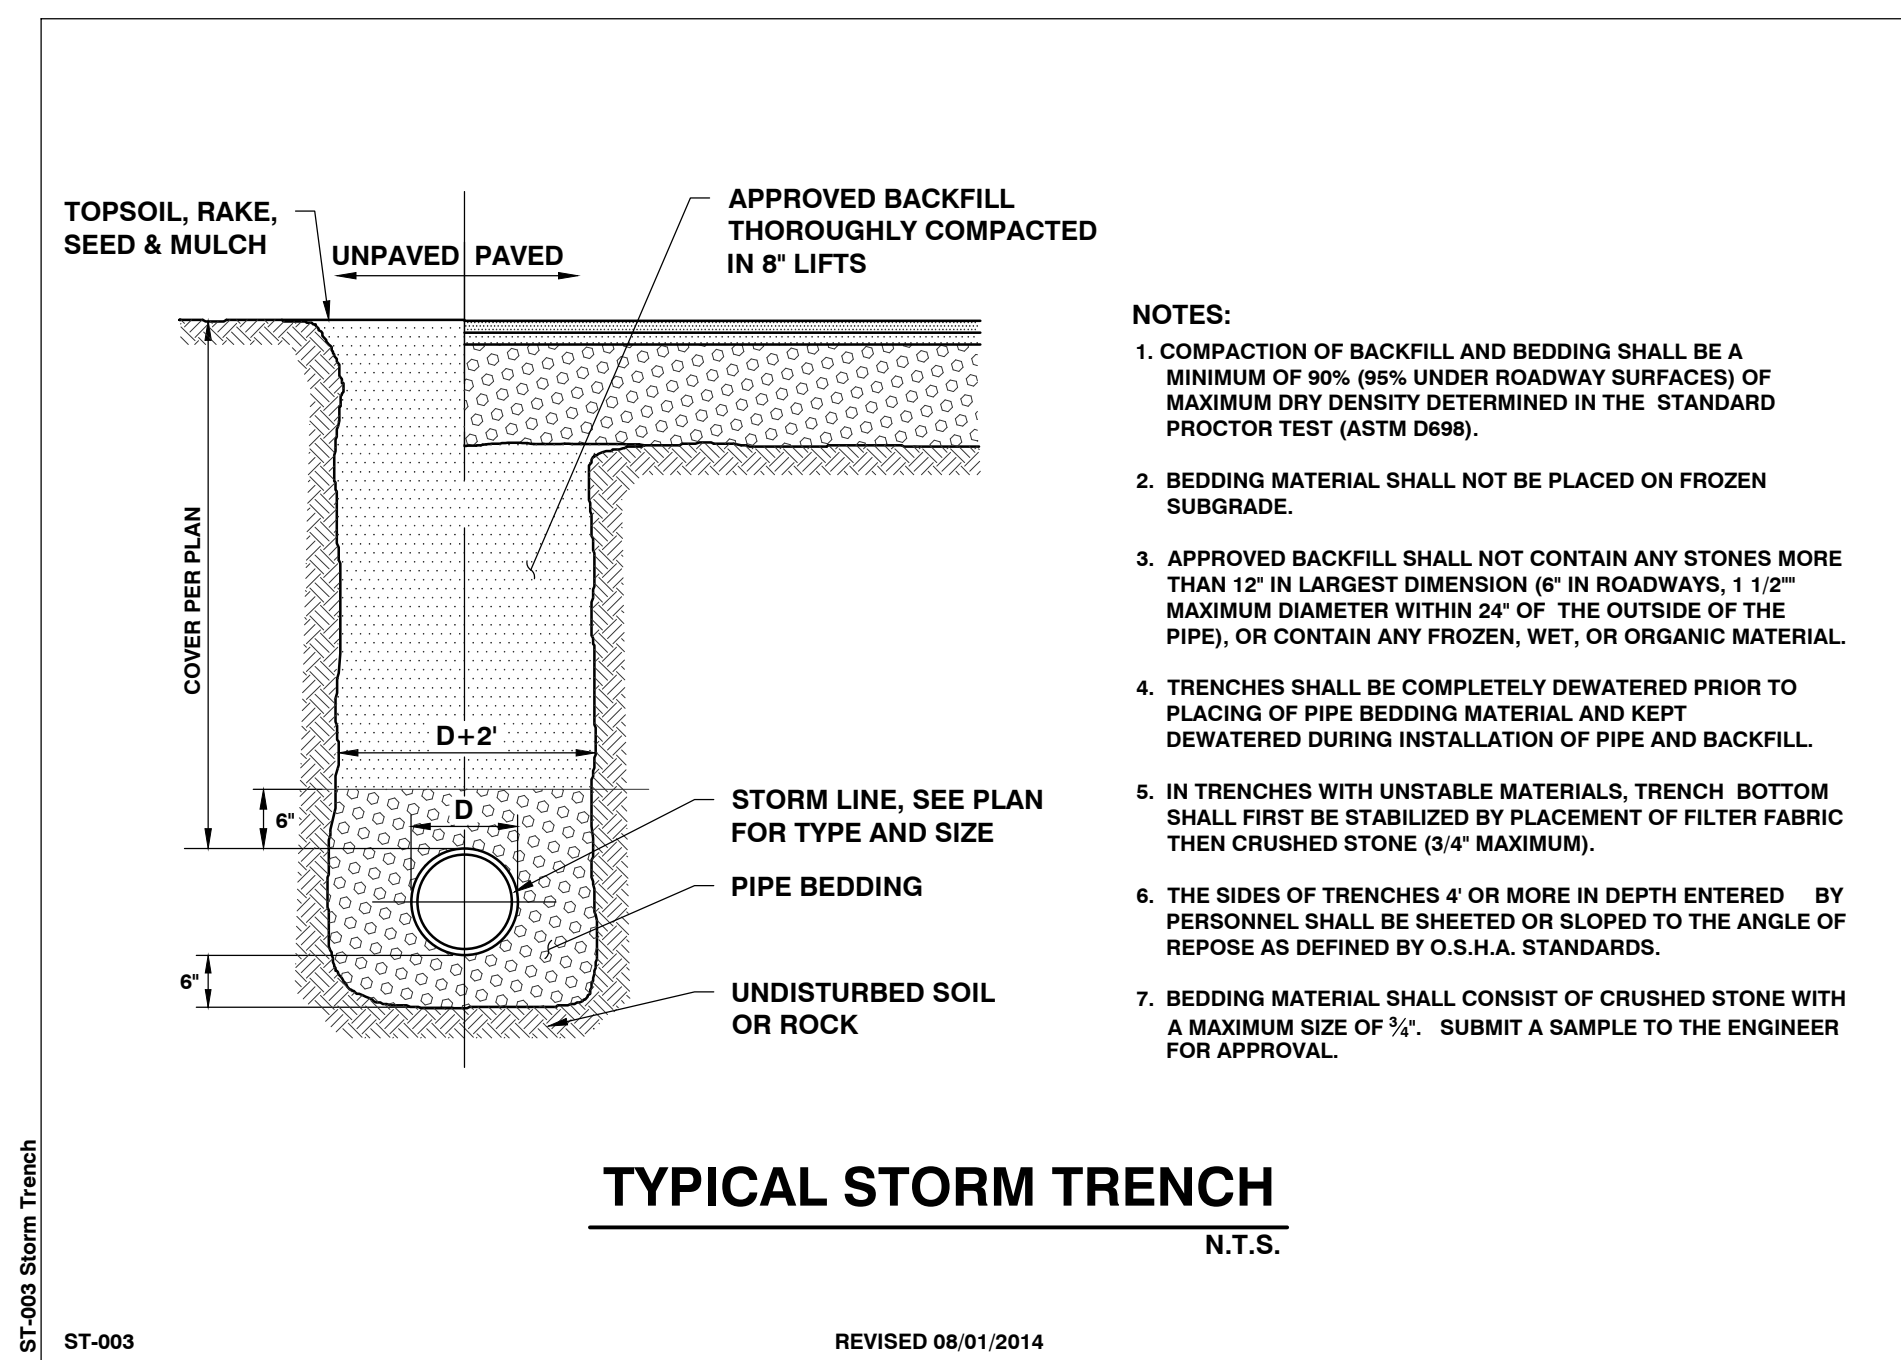 TOPSOIL, RAKE,
SEED & MULCH
UNPAVED
PAVED
APPROVED BACKFILL
THOROUGHLY COMPACTED
IN 8" LIFTS
COVER PER PLAN
D+2'
D
6"
6"
STORM LINE, SEE PLAN
FOR TYPE AND SIZE
PIPE BEDDING
UNDISTURBED SOIL
OR ROCK
NOTES:
1. COMPACTION OF BACKFILL AND BEDDING SHALL BE A
MINIMUM OF 90% (95% UNDER ROADWAY SURFACES) OF
MAXIMUM DRY DENSITY DETERMINED IN THE STANDARD
PROCTOR TEST (ASTM D698).
2. BEDDING MATERIAL SHALL NOT BE PLACED ON FROZEN
SUBGRADE.
3. APPROVED BACKFILL SHALL NOT CONTAIN ANY STONES MORE
THAN 12" IN LARGEST DIMENSION (6" IN ROADWAYS, 1 1/2""
MAXIMUM DIAMETER WITHIN 24" OF THE OUTSIDE OF THE
PIPE), OR CONTAIN ANY FROZEN, WET, OR ORGANIC MATERIAL.
4. TRENCHES SHALL BE COMPLETELY DEWATERED PRIOR TO
PLACING OF PIPE BEDDING MATERIAL AND KEPT
DEWATERED DURING INSTALLATION OF PIPE AND BACKFILL.
5. IN TRENCHES WITH UNSTABLE MATERIALS, TRENCH BOTTOM
SHALL FIRST BE STABILIZED BY PLACEMENT OF FILTER FABRIC
THEN CRUSHED STONE (3/4" MAXIMUM).
6. THE SIDES OF TRENCHES 4' OR MORE IN DEPTH ENTERED BY
PERSONNEL SHALL BE SHEETED OR SLOPED TO THE ANGLE OF
REPOSE AS DEFINED BY O.S.H.A. STANDARDS.
7. BEDDING MATERIAL SHALL CONSIST OF CRUSHED STONE WITH
A MAXIMUM SIZE OF ¾". SUBMIT A SAMPLE TO THE ENGINEER
FOR APPROVAL.
TYPICAL STORM TRENCH
N.T.S.
ST-003 Storm Trench
ST-003
REVISED 08/01/2014